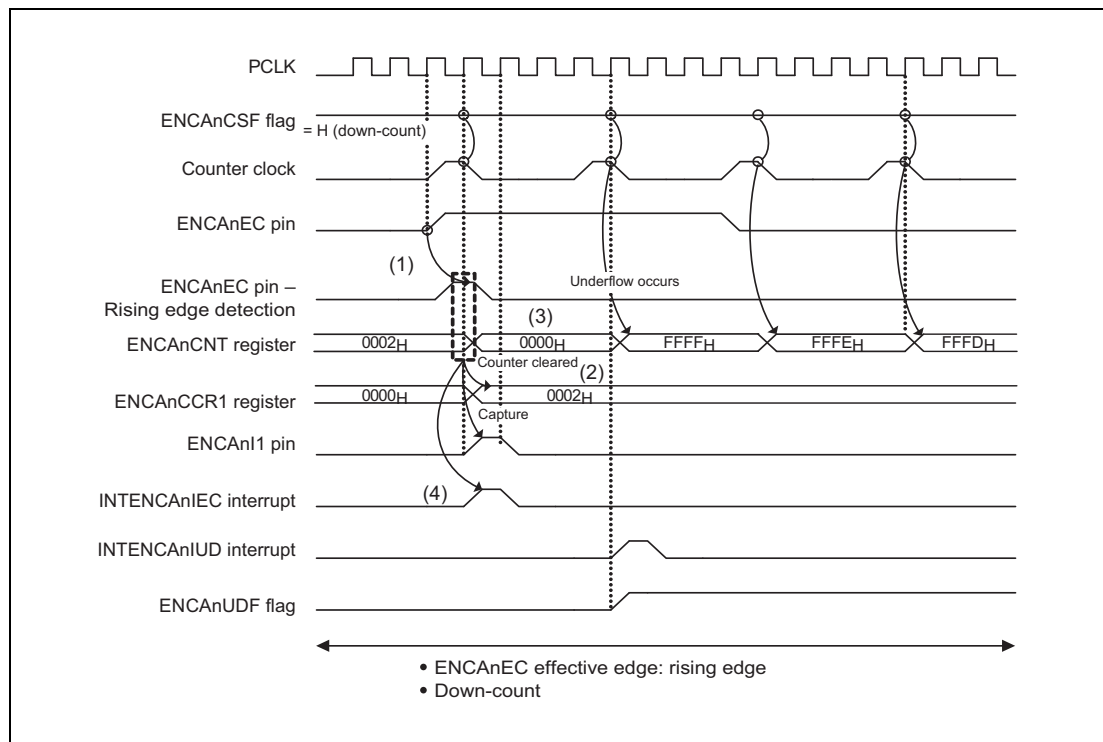 PCLK
ENCAnCSF flag
= H (down-count)
Counter clock
ENCAnEC pin
(1)
ENCAnEC pin –
Rising edge detection
Underflow occurs
(3)
ENCAnCNT register
0002H
0000H
FFFFH
FFFEH
FFFDH
Counter cleared
(2)
ENCAnCCR1 register
0000H
0002H
Capture
ENCAnI1 pin
(4)
INTENCAnIEC interrupt
INTENCAnIUD interrupt
ENCAnUDF flag
• ENCAnEC effective edge: rising edge
• Down-count